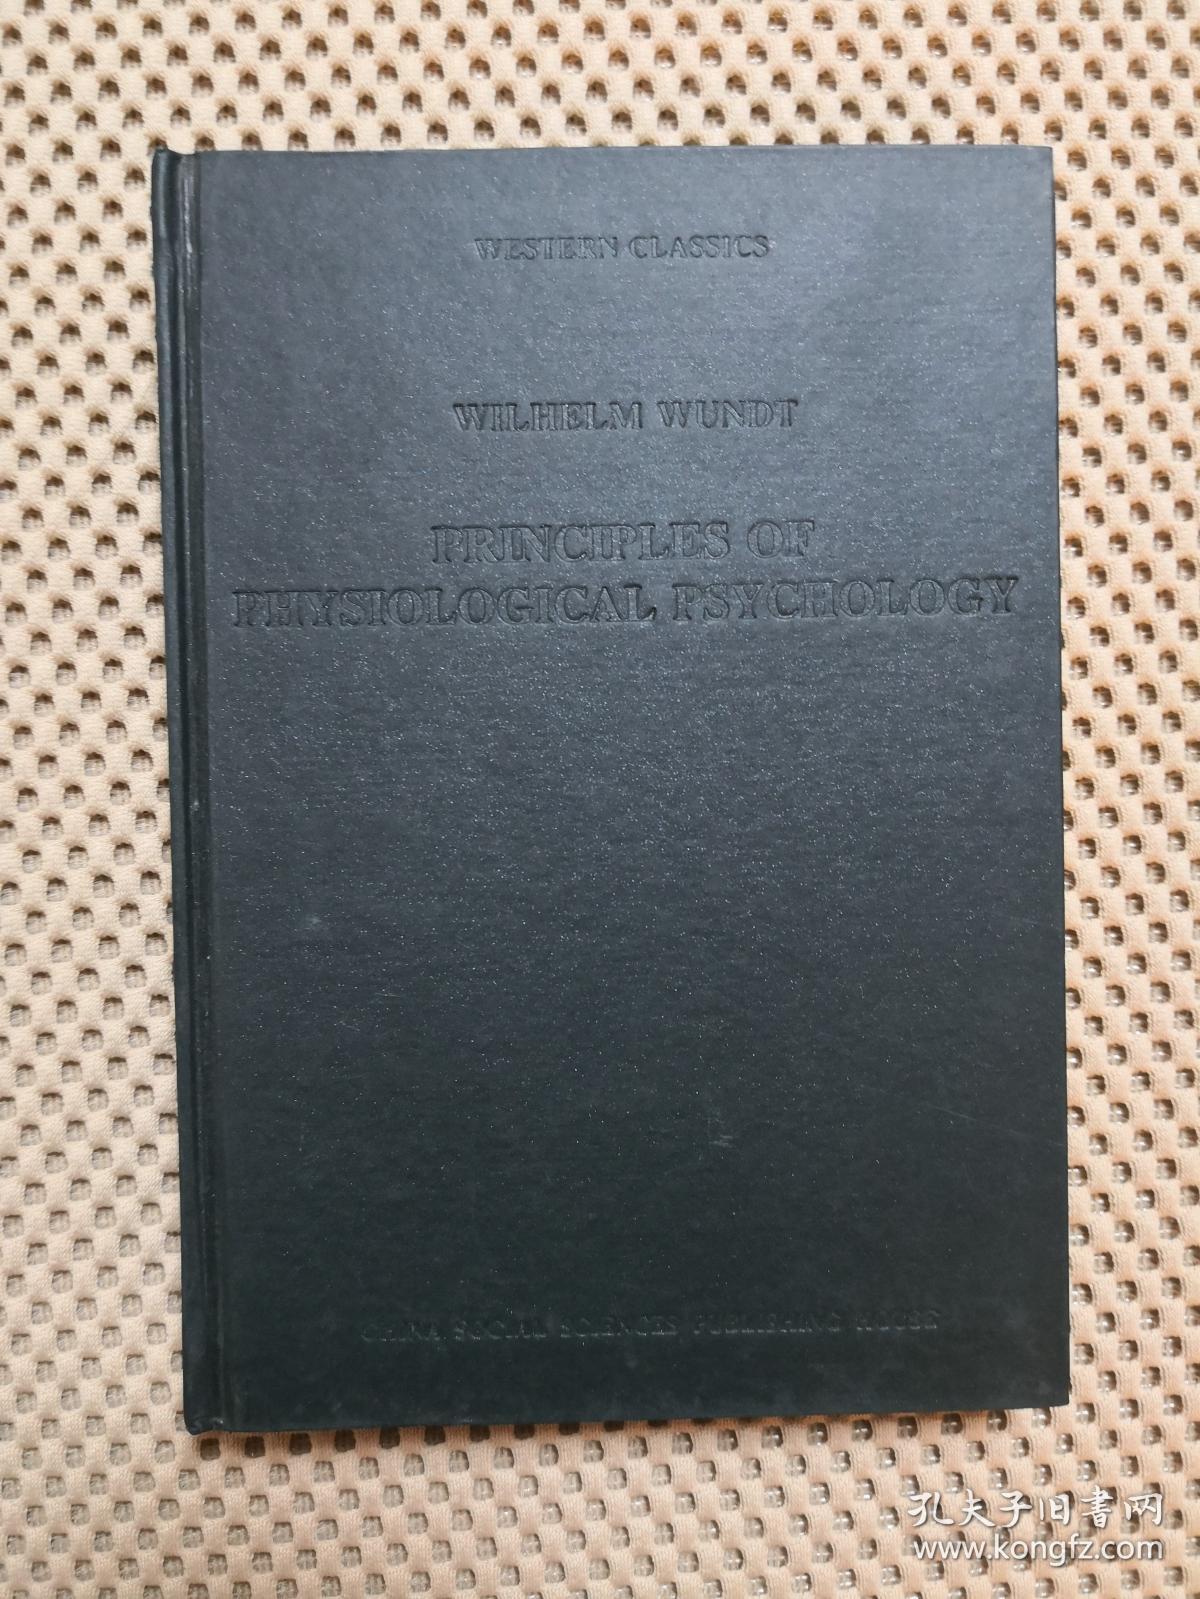 WESTERN CLASSICS
WILHELM WUNDT
PRINCIPLES OF
PHYSIOLOGICAL PSYCHOLOGY
CHINA SOCIAL SCIENCES PUBLISHING HOUSE
孔夫子旧書网
www.kongfz.com